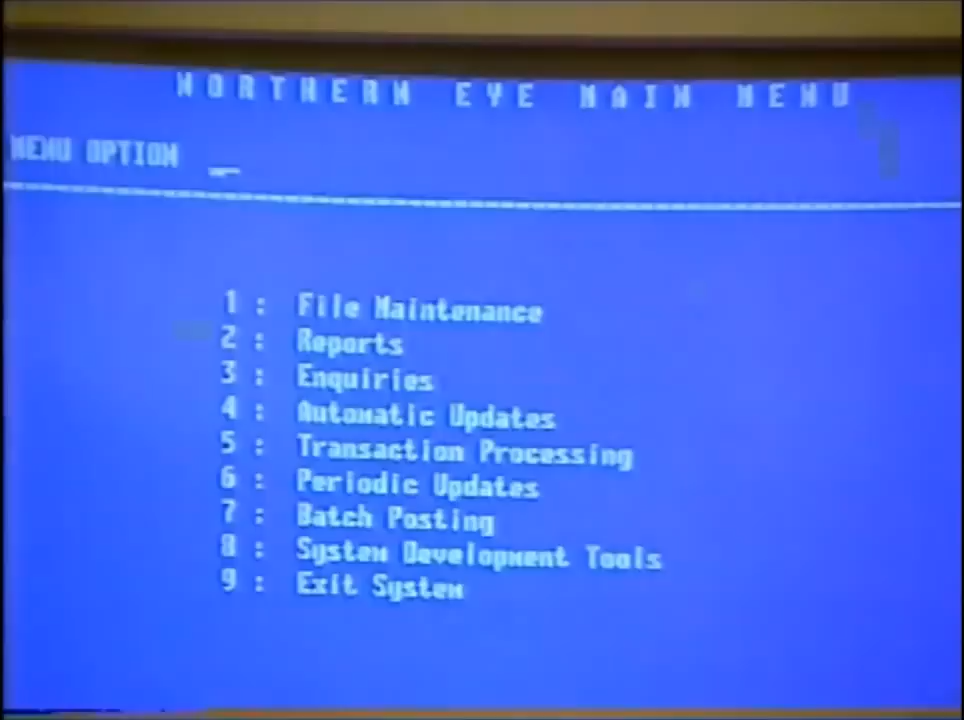 NORTHERN EYE MAIN MENU
MENU OPTION __
1 : File Maintenance
2 : Reports
3 : Enquiries
4 : Automatic Updates
5 : Transaction Processing
6 : Periodic Updates
7 : Batch Posting
8 : System Development Tools
9 : Exit System